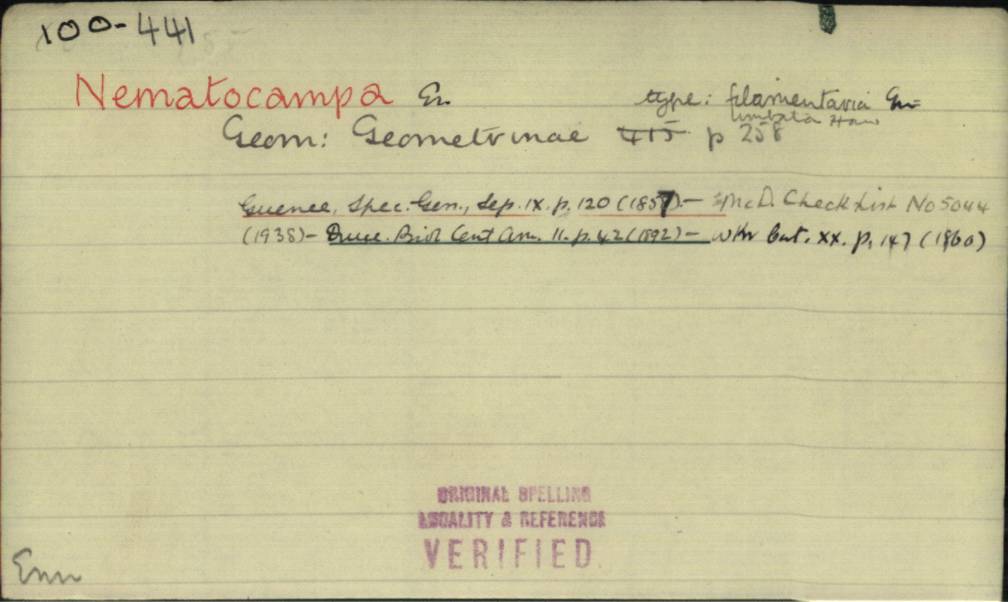 100-441
Nematocampa Gn. type: filamentaria Gn
limbata Haw
Geom: Geometrinae 415 p 258
Guenee, Spec. Gen., Lep. IX. p. 120 (1857).- McD. Check List No 5044
(1938)- Druce. Biol Cent Am. II. p. 42 (1892)- Wkr Cat. XX. p. 147 (1860)
ORIGINAL SPELLING
LOCALITY & REFERENCE
VERIFIED.
Enn